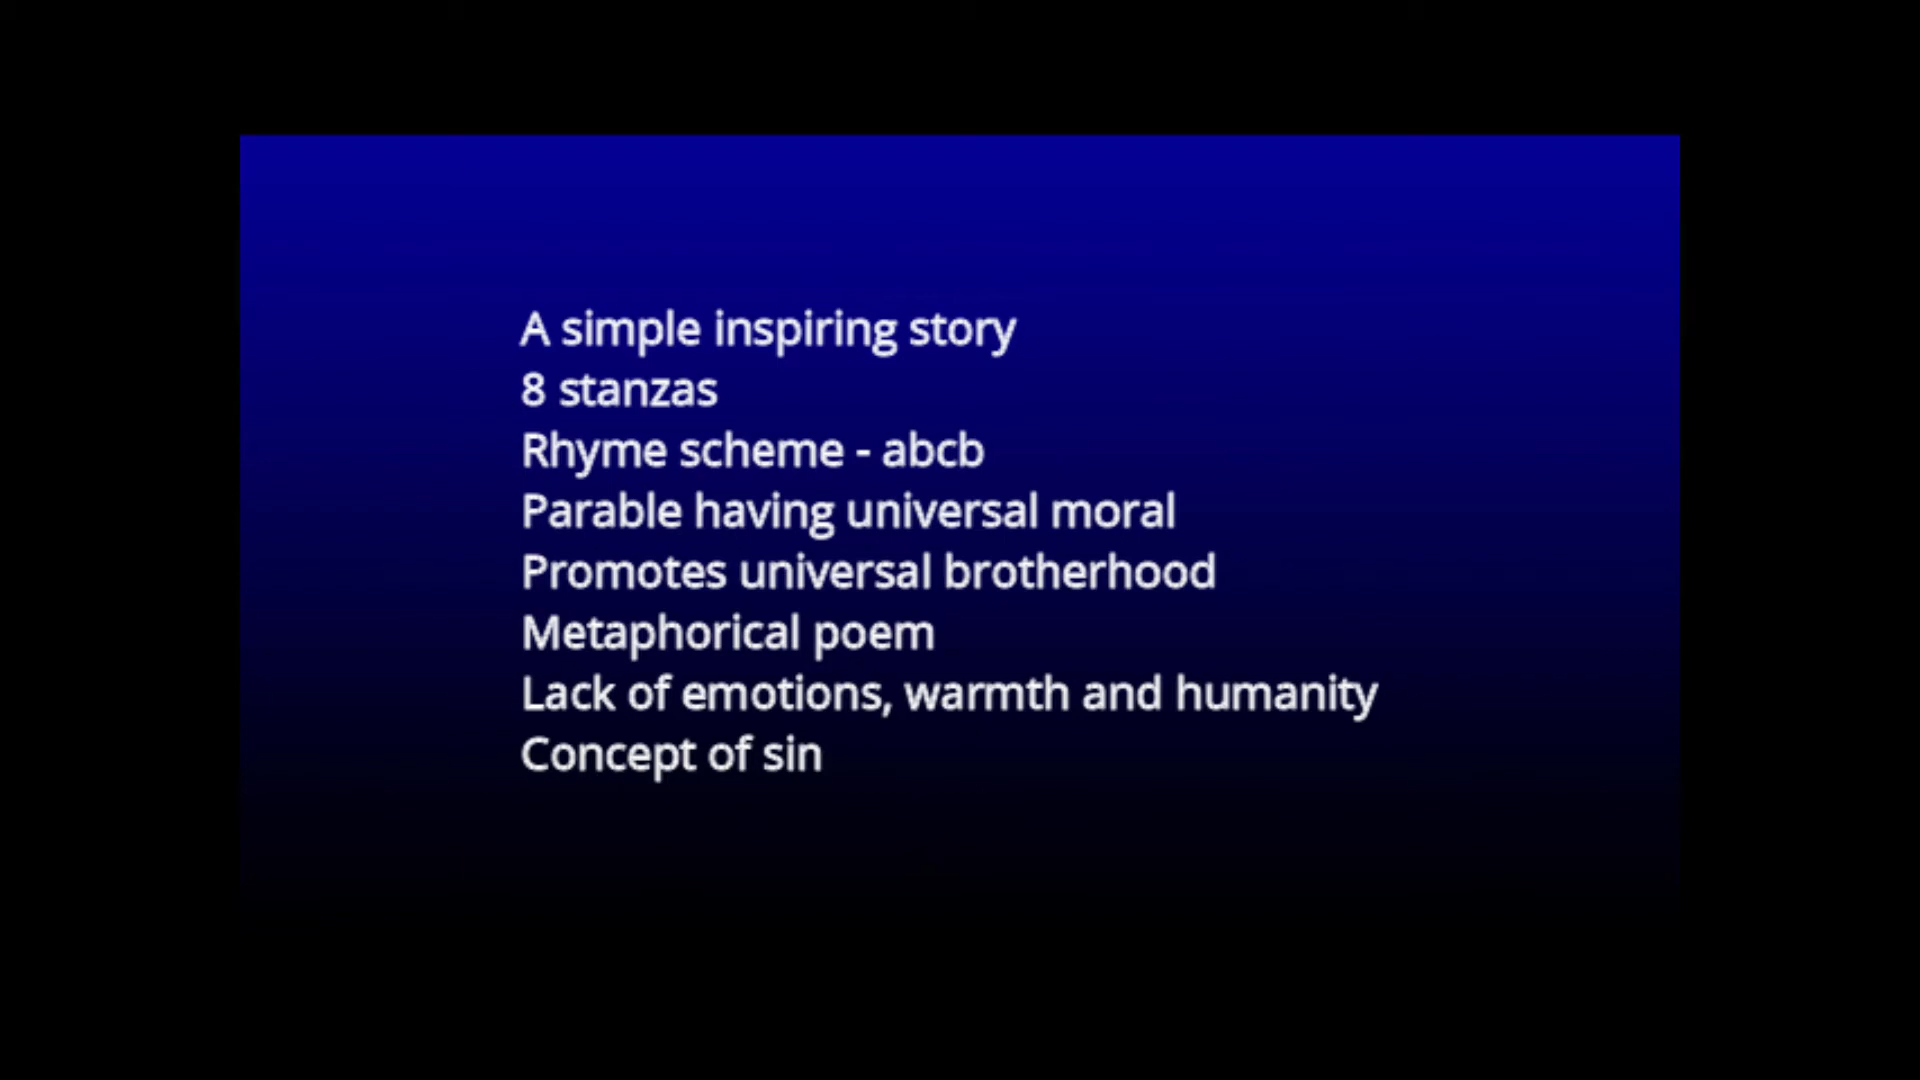 A simple inspiring story
8 stanzas
Rhyme scheme - abcb
Parable having universal moral
Promotes universal brotherhood
Metaphorical poem
Lack of emotions, warmth and humanity
Concept of sin